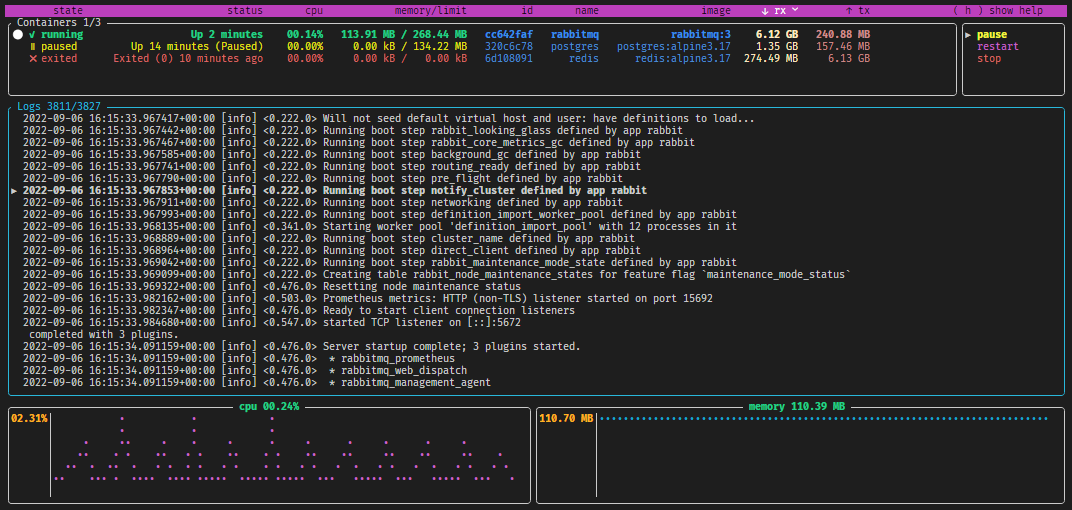 state status cpu memory/limit id name image ↓ rx ↑ tx ( h ) show help
Containers 1/3
✓ running Up 2 minutes 00.14% 113.91 MB / 268.44 MB cc642faf rabbitmq rabbitmq:3 6.12 GB 240.88 MB ▶ pause
⏸ paused Up 14 minutes (Paused) 00.00% 0.00 kB / 134.22 MB 320c6c78 postgres postgres:alpine3.17 1.35 GB 157.46 MB restart
✕ exited Exited (0) 10 minutes ago 00.00% 0.00 kB / 0.00 kB 6d108091 redis redis:alpine3.17 274.49 MB 6.13 GB stop
Logs 3811/3827
2022-09-06 16:15:33.967417+00:00 [info] <0.222.0> Will not seed default virtual host and user: have definitions to load...
2022-09-06 16:15:33.967442+00:00 [info] <0.222.0> Running boot step rabbit_looking_glass defined by app rabbit
2022-09-06 16:15:33.967467+00:00 [info] <0.222.0> Running boot step rabbit_core_metrics_gc defined by app rabbit
2022-09-06 16:15:33.967585+00:00 [info] <0.222.0> Running boot step background_gc defined by app rabbit
2022-09-06 16:15:33.967741+00:00 [info] <0.222.0> Running boot step routing_ready defined by app rabbit
2022-09-06 16:15:33.967790+00:00 [info] <0.222.0> Running boot step pre_flight defined by app rabbit
▶ 2022-09-06 16:15:33.967853+00:00 [info] <0.222.0> Running boot step notify_cluster defined by app rabbit
2022-09-06 16:15:33.967911+00:00 [info] <0.222.0> Running boot step networking defined by app rabbit
2022-09-06 16:15:33.967993+00:00 [info] <0.222.0> Running boot step definition_import_worker_pool defined by app rabbit
2022-09-06 16:15:33.968135+00:00 [info] <0.341.0> Starting worker pool 'definition_import_pool' with 12 processes in it
2022-09-06 16:15:33.968889+00:00 [info] <0.222.0> Running boot step cluster_name defined by app rabbit
2022-09-06 16:15:33.968964+00:00 [info] <0.222.0> Running boot step direct_client defined by app rabbit
2022-09-06 16:15:33.969042+00:00 [info] <0.222.0> Running boot step rabbit_maintenance_mode_state defined by app rabbit
2022-09-06 16:15:33.969099+00:00 [info] <0.222.0> Creating table rabbit_node_maintenance_states for feature flag `maintenance_mode_status`
2022-09-06 16:15:33.969322+00:00 [info] <0.476.0> Resetting node maintenance status
2022-09-06 16:15:33.982162+00:00 [info] <0.503.0> Prometheus metrics: HTTP (non-TLS) listener started on port 15692
2022-09-06 16:15:33.982347+00:00 [info] <0.476.0> Ready to start client connection listeners
2022-09-06 16:15:33.984680+00:00 [info] <0.547.0> started TCP listener on [::]:5672
completed with 3 plugins.
2022-09-06 16:15:34.091159+00:00 [info] <0.476.0> Server startup complete; 3 plugins started.
2022-09-06 16:15:34.091159+00:00 [info] <0.476.0> * rabbitmq_prometheus
2022-09-06 16:15:34.091159+00:00 [info] <0.476.0> * rabbitmq_web_dispatch
2022-09-06 16:15:34.091159+00:00 [info] <0.476.0> * rabbitmq_management_agent
cpu 00.24% memory 110.39 MB
02.31% 110.70 MB